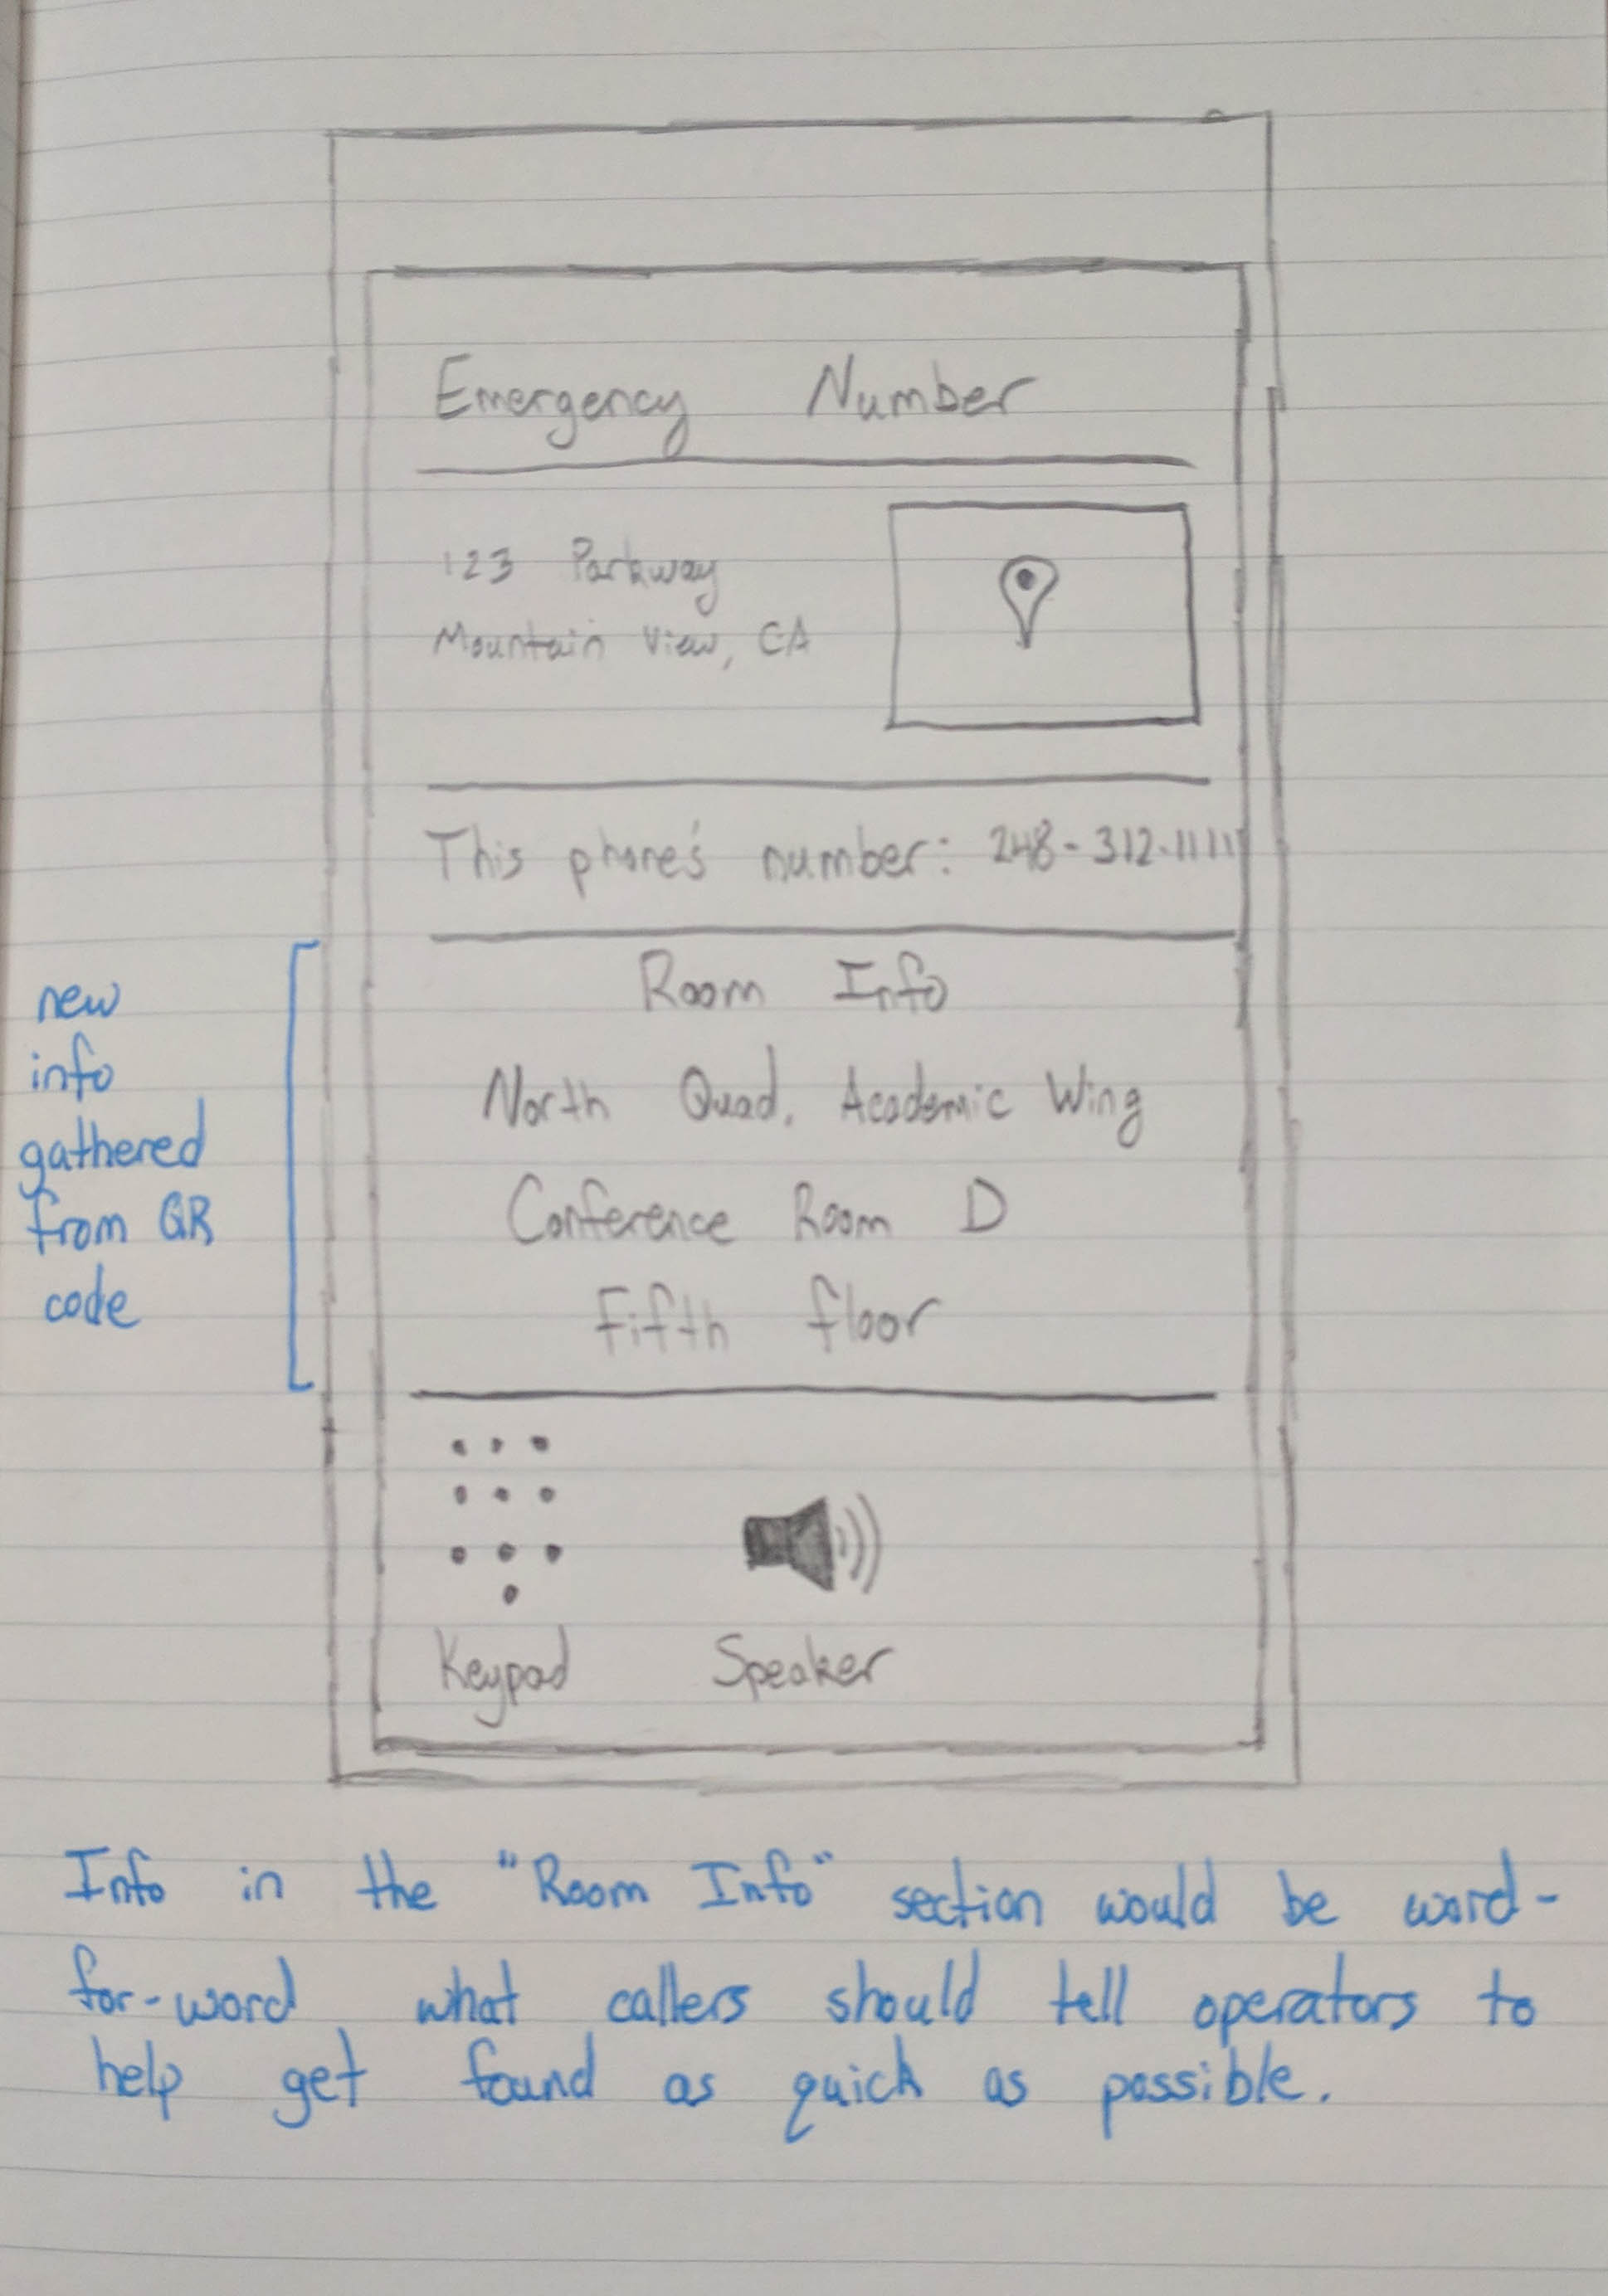 Emergency Number
123 Parkway
Mountain View, CA
This phone's number: 248-312-1111
Room Info
North Quad, Academic Wing
Conference Room D
Fifth floor
new
info
gathered
from QR
code
Keypad Speaker
Info in the "Room Info" section would be word-
for-word what callers should tell operators to
help get found as quick as possible.